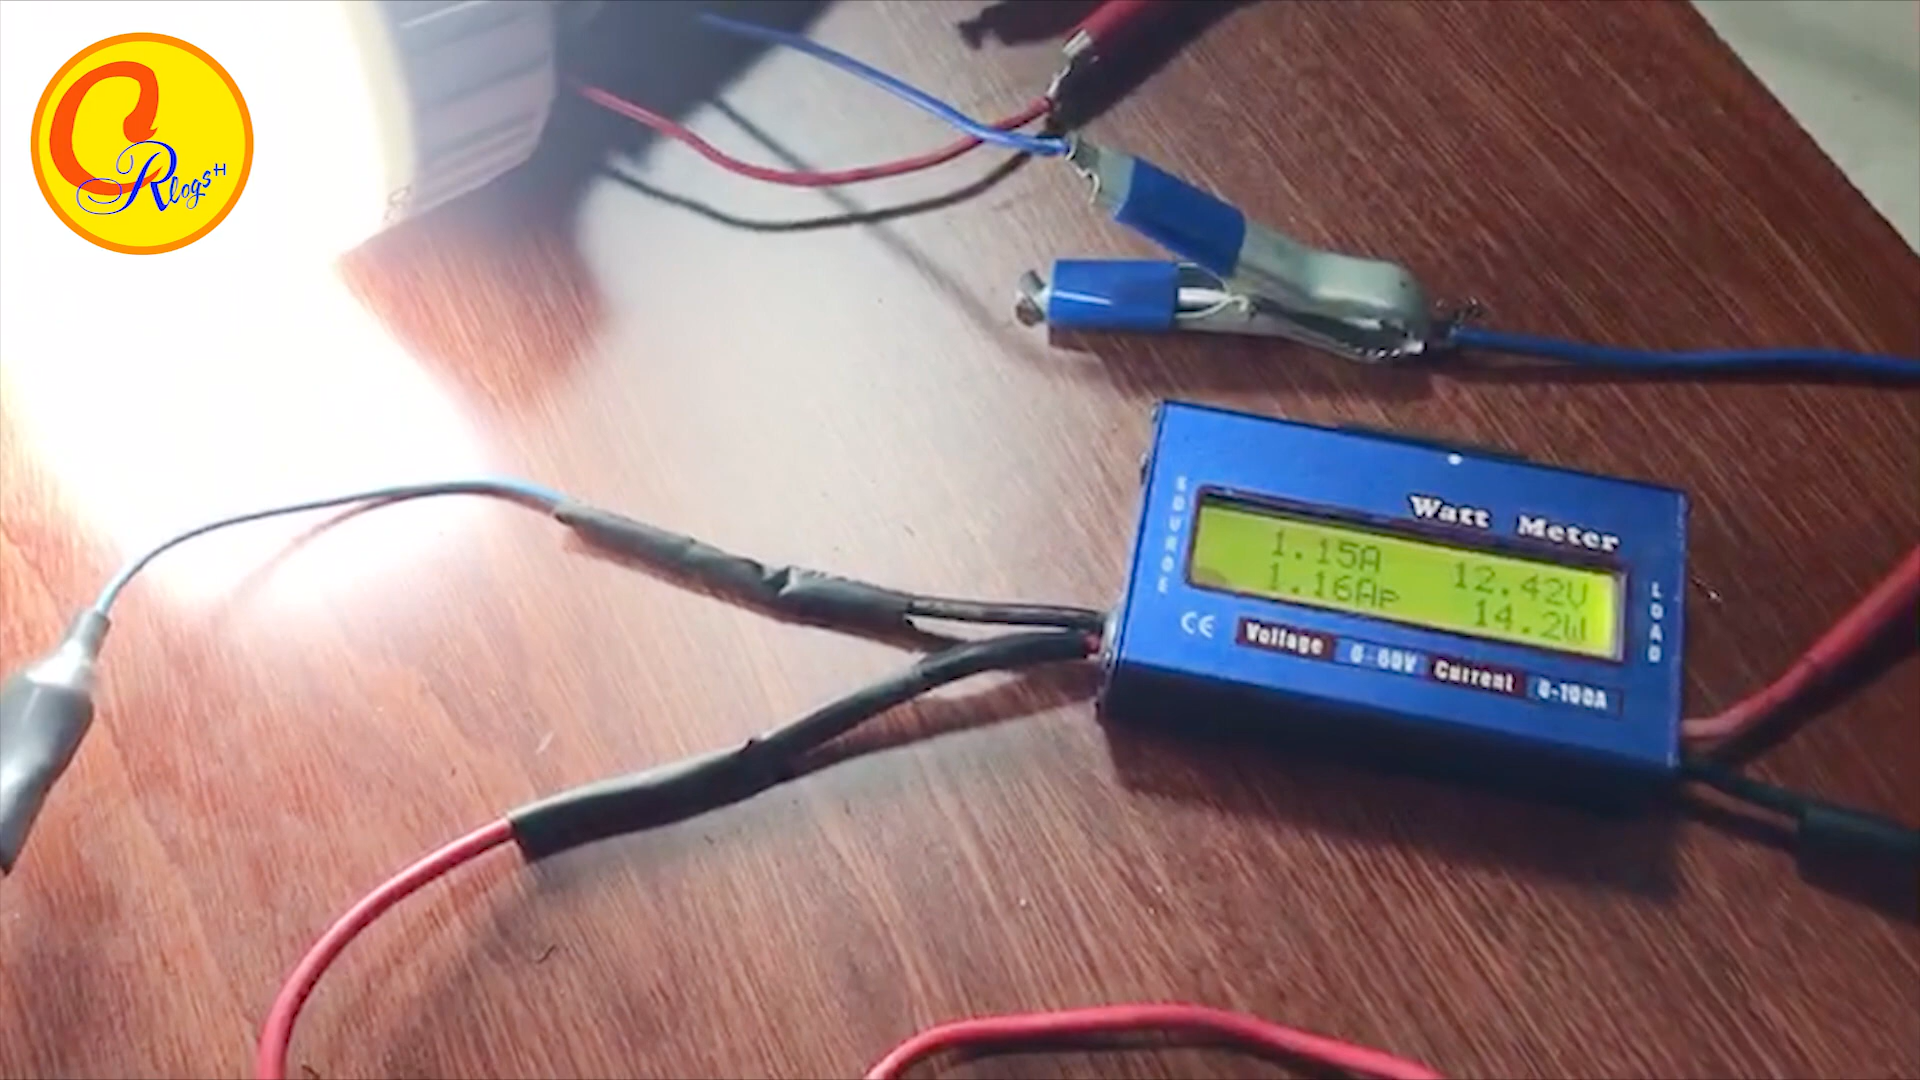 CRlogs+H
Watt Meter
SOURCE
1.15A 12.42V
1.16Ap 14.2W
LOAD
CE Voltage 0-60V Current 0-100A